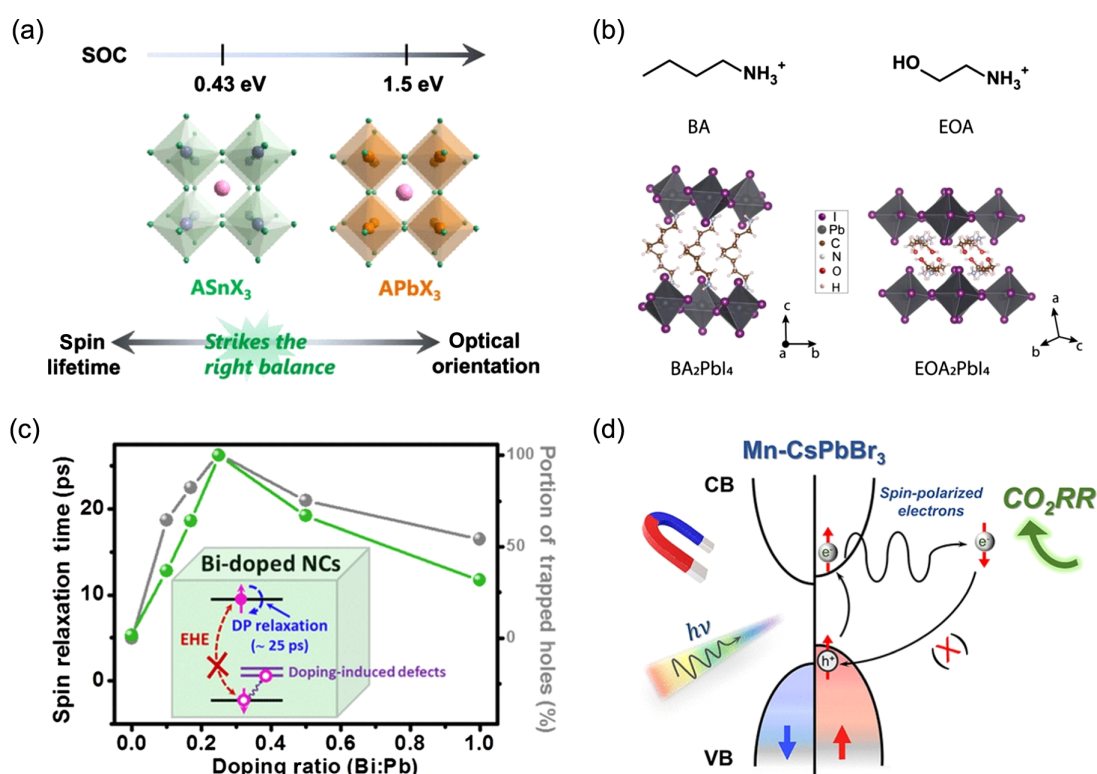 (a)
SOC
0.43 eV 1.5 eV
ASnX₃ APbX₃
Spin
lifetime
Strikes the
right balance
Optical
orientation
(b)
HO
NH₃⁺ NH₃⁺
BA EOA
I
Pb
C
N
O
H
c
a b
a
b c
BA₂PbI₄ EOA₂PbI₄
(c)
Spin relaxation time (ps)
20
10
0
Portion of trapped holes (%)
100
50
0
Bi-doped NCs
EHE
DP relaxation
(~ 25 ps)
Doping-induced defects
0.0 0.2 0.4 0.6 0.8 1.0
Doping ratio (Bi:Pb)
(d)
Mn-CsPbBr₃
CB
Spin-polarized
electrons
CO₂RR
e⁻ e⁻
hν
h⁺
VB